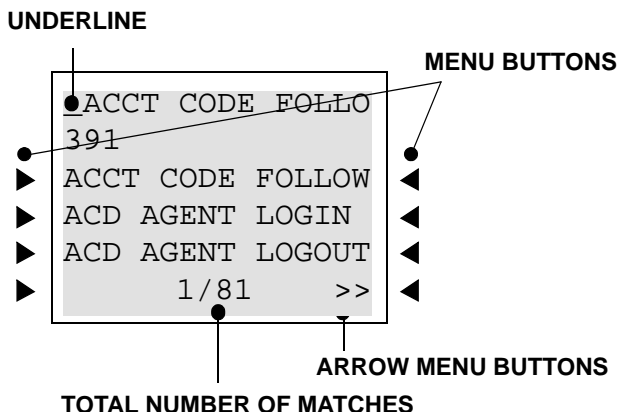 UNDERLINE
MENU BUTTONS
_ACCT CODE FOLLO
391
ACCT CODE FOLLOW
ACD AGENT LOGIN
ACD AGENT LOGOUT
1/81 >>
ARROW MENU BUTTONS
TOTAL NUMBER OF MATCHES